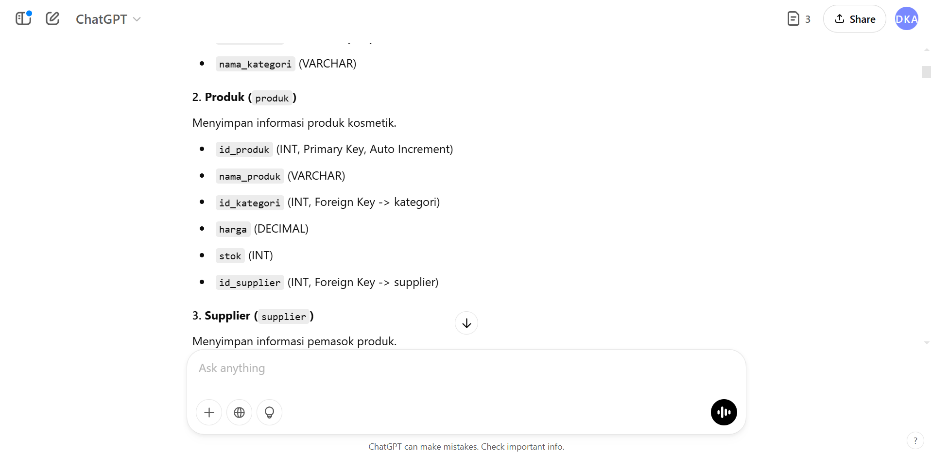 ChatGPT
3
Share
DKA
nama_kategori (VARCHAR)
2. Produk (produk)
Menyimpan informasi produk kosmetik.
id_produk (INT, Primary Key, Auto Increment)
nama_produk (VARCHAR)
id_kategori (INT, Foreign Key -> kategori)
harga (DECIMAL)
stok (INT)
id_supplier (INT, Foreign Key -> supplier)
3. Supplier (supplier)
Menyimpan informasi pemasok produk.
Ask anything
ChatGPT can make mistakes. Check important info.
?